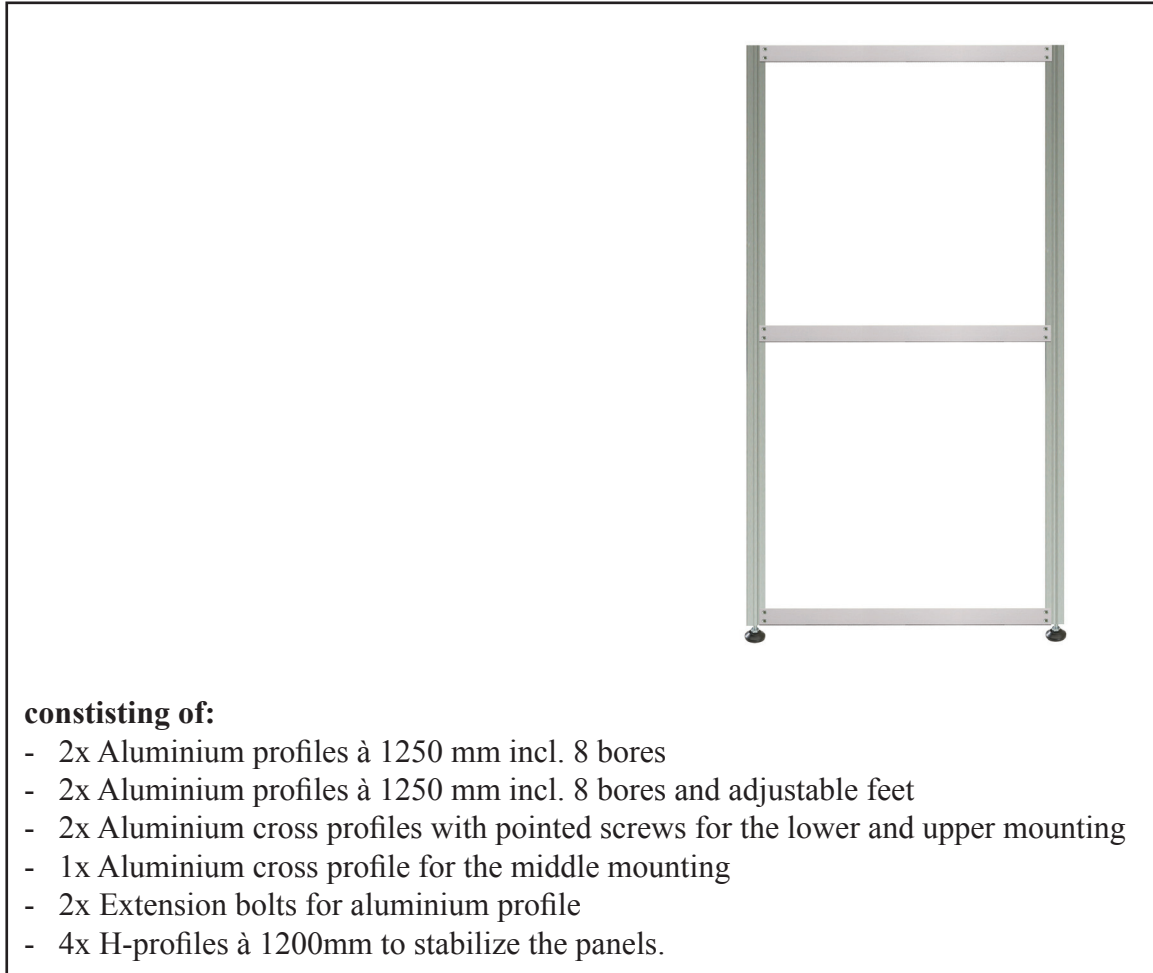 constisting of:
- 2x Aluminium profiles à 1250 mm incl. 8 bores
- 2x Aluminium profiles à 1250 mm incl. 8 bores and adjustable feet
- 2x Aluminium cross profiles with pointed screws for the lower and upper mounting
- 1x Aluminium cross profile for the middle mounting
- 2x Extension bolts for aluminium profile
- 4x H-profiles à 1200mm to stabilize the panels.